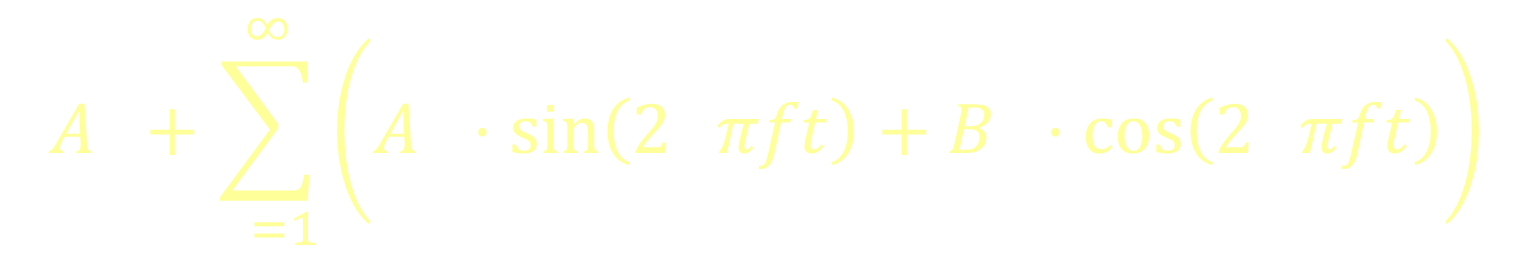 A + ∞∑=1 (A · sin(2 πft) + B · cos(2 πft))